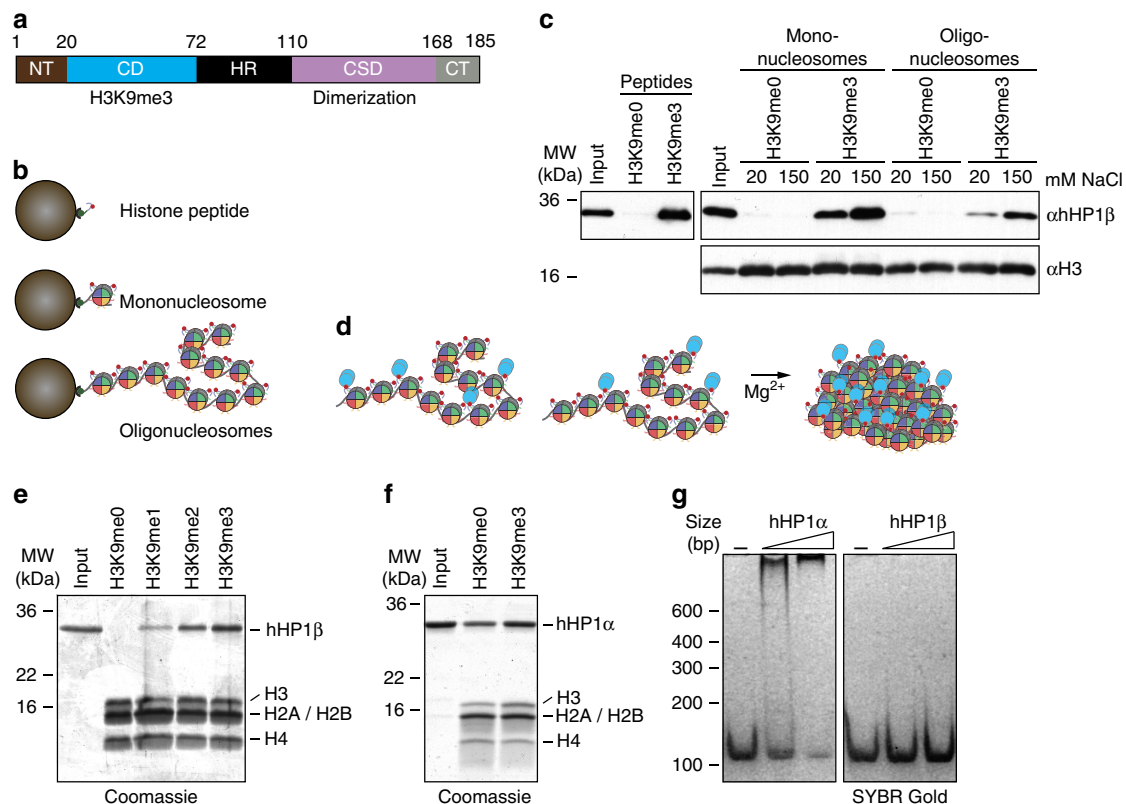 a
1 20 72 110 168 185
NT CD HR CSD CT
H3K9me3 Dimerization
b
Histone peptide
Mononucleosome
Oligonucleosomes
c
Mono-
nucleosomes
Oligo-
nucleosomes
Peptides
MW
(kDa)
Input H3K9me0 H3K9me3 Input H3K9me0 H3K9me3 H3K9me0 H3K9me3
20 150 20 150 20 150 20 150 mM NaCl
36
αhHP1β
16
αH3
d
Mg2+
e
MW
(kDa)
Input H3K9me0 H3K9me1 H3K9me2 H3K9me3
36
hHP1β
22
16
H3
H2A / H2B
H4
Coomassie
f
MW
(kDa)
Input H3K9me0 H3K9me3
36
hHP1α
22
16
H3
H2A / H2B
H4
Coomassie
g
Size
(bp)
– hHP1α – hHP1β
600
400
300
200
100
SYBR Gold